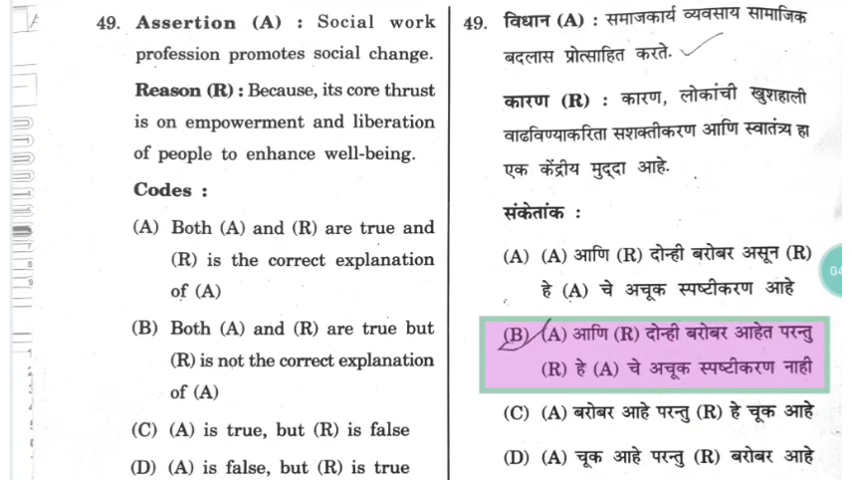 49. Assertion (A) : Social work
profession promotes social change.
Reason (R) : Because, its core thrust
is on empowerment and liberation
of people to enhance well-being.
Codes :
(A) Both (A) and (R) are true and
(R) is the correct explanation
of (A)
(B) Both (A) and (R) are true but
(R) is not the correct explanation
of (A)
(C) (A) is true, but (R) is false
(D) (A) is false, but (R) is true
49. विधान (A) : समाजकार्य व्यवसाय सामाजिक
बदलास प्रोत्साहित करते.
कारण (R) : कारण, लोकांची खुशहाली
वाढविण्याकरिता सशक्तीकरण आणि स्वातंत्र्य हा
एक केंद्रीय मुद्दा आहे.
संकेतांक :
(A) (A) आणि (R) दोन्ही बरोबर असून (R)
हे (A) चे अचूक स्पष्टीकरण आहे
(B) (A) आणि (R) दोन्ही बरोबर आहेत परन्तु
(R) हे (A) चे अचूक स्पष्टीकरण नाही
(C) (A) बरोबर आहे परन्तु (R) हे चूक आहे
(D) (A) चूक आहे परन्तु (R) बरोबर आहे
04